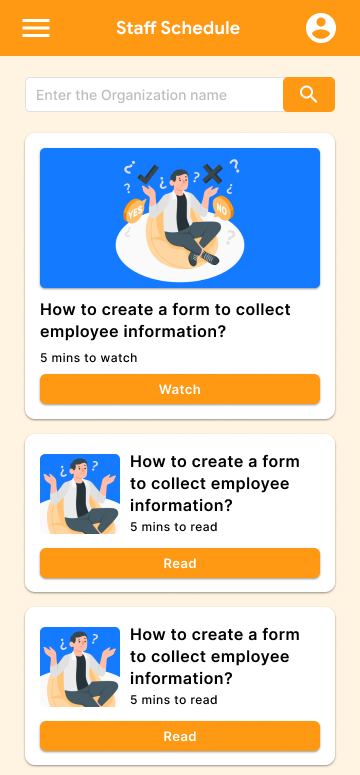 Staff Schedule
Enter the Organization name
YES
NO
How to create a form to collect
employee information?
5 mins to watch
Watch
How to create a form
to collect employee
information?
5 mins to read
Read
How to create a form
to collect employee
information?
5 mins to read
Read